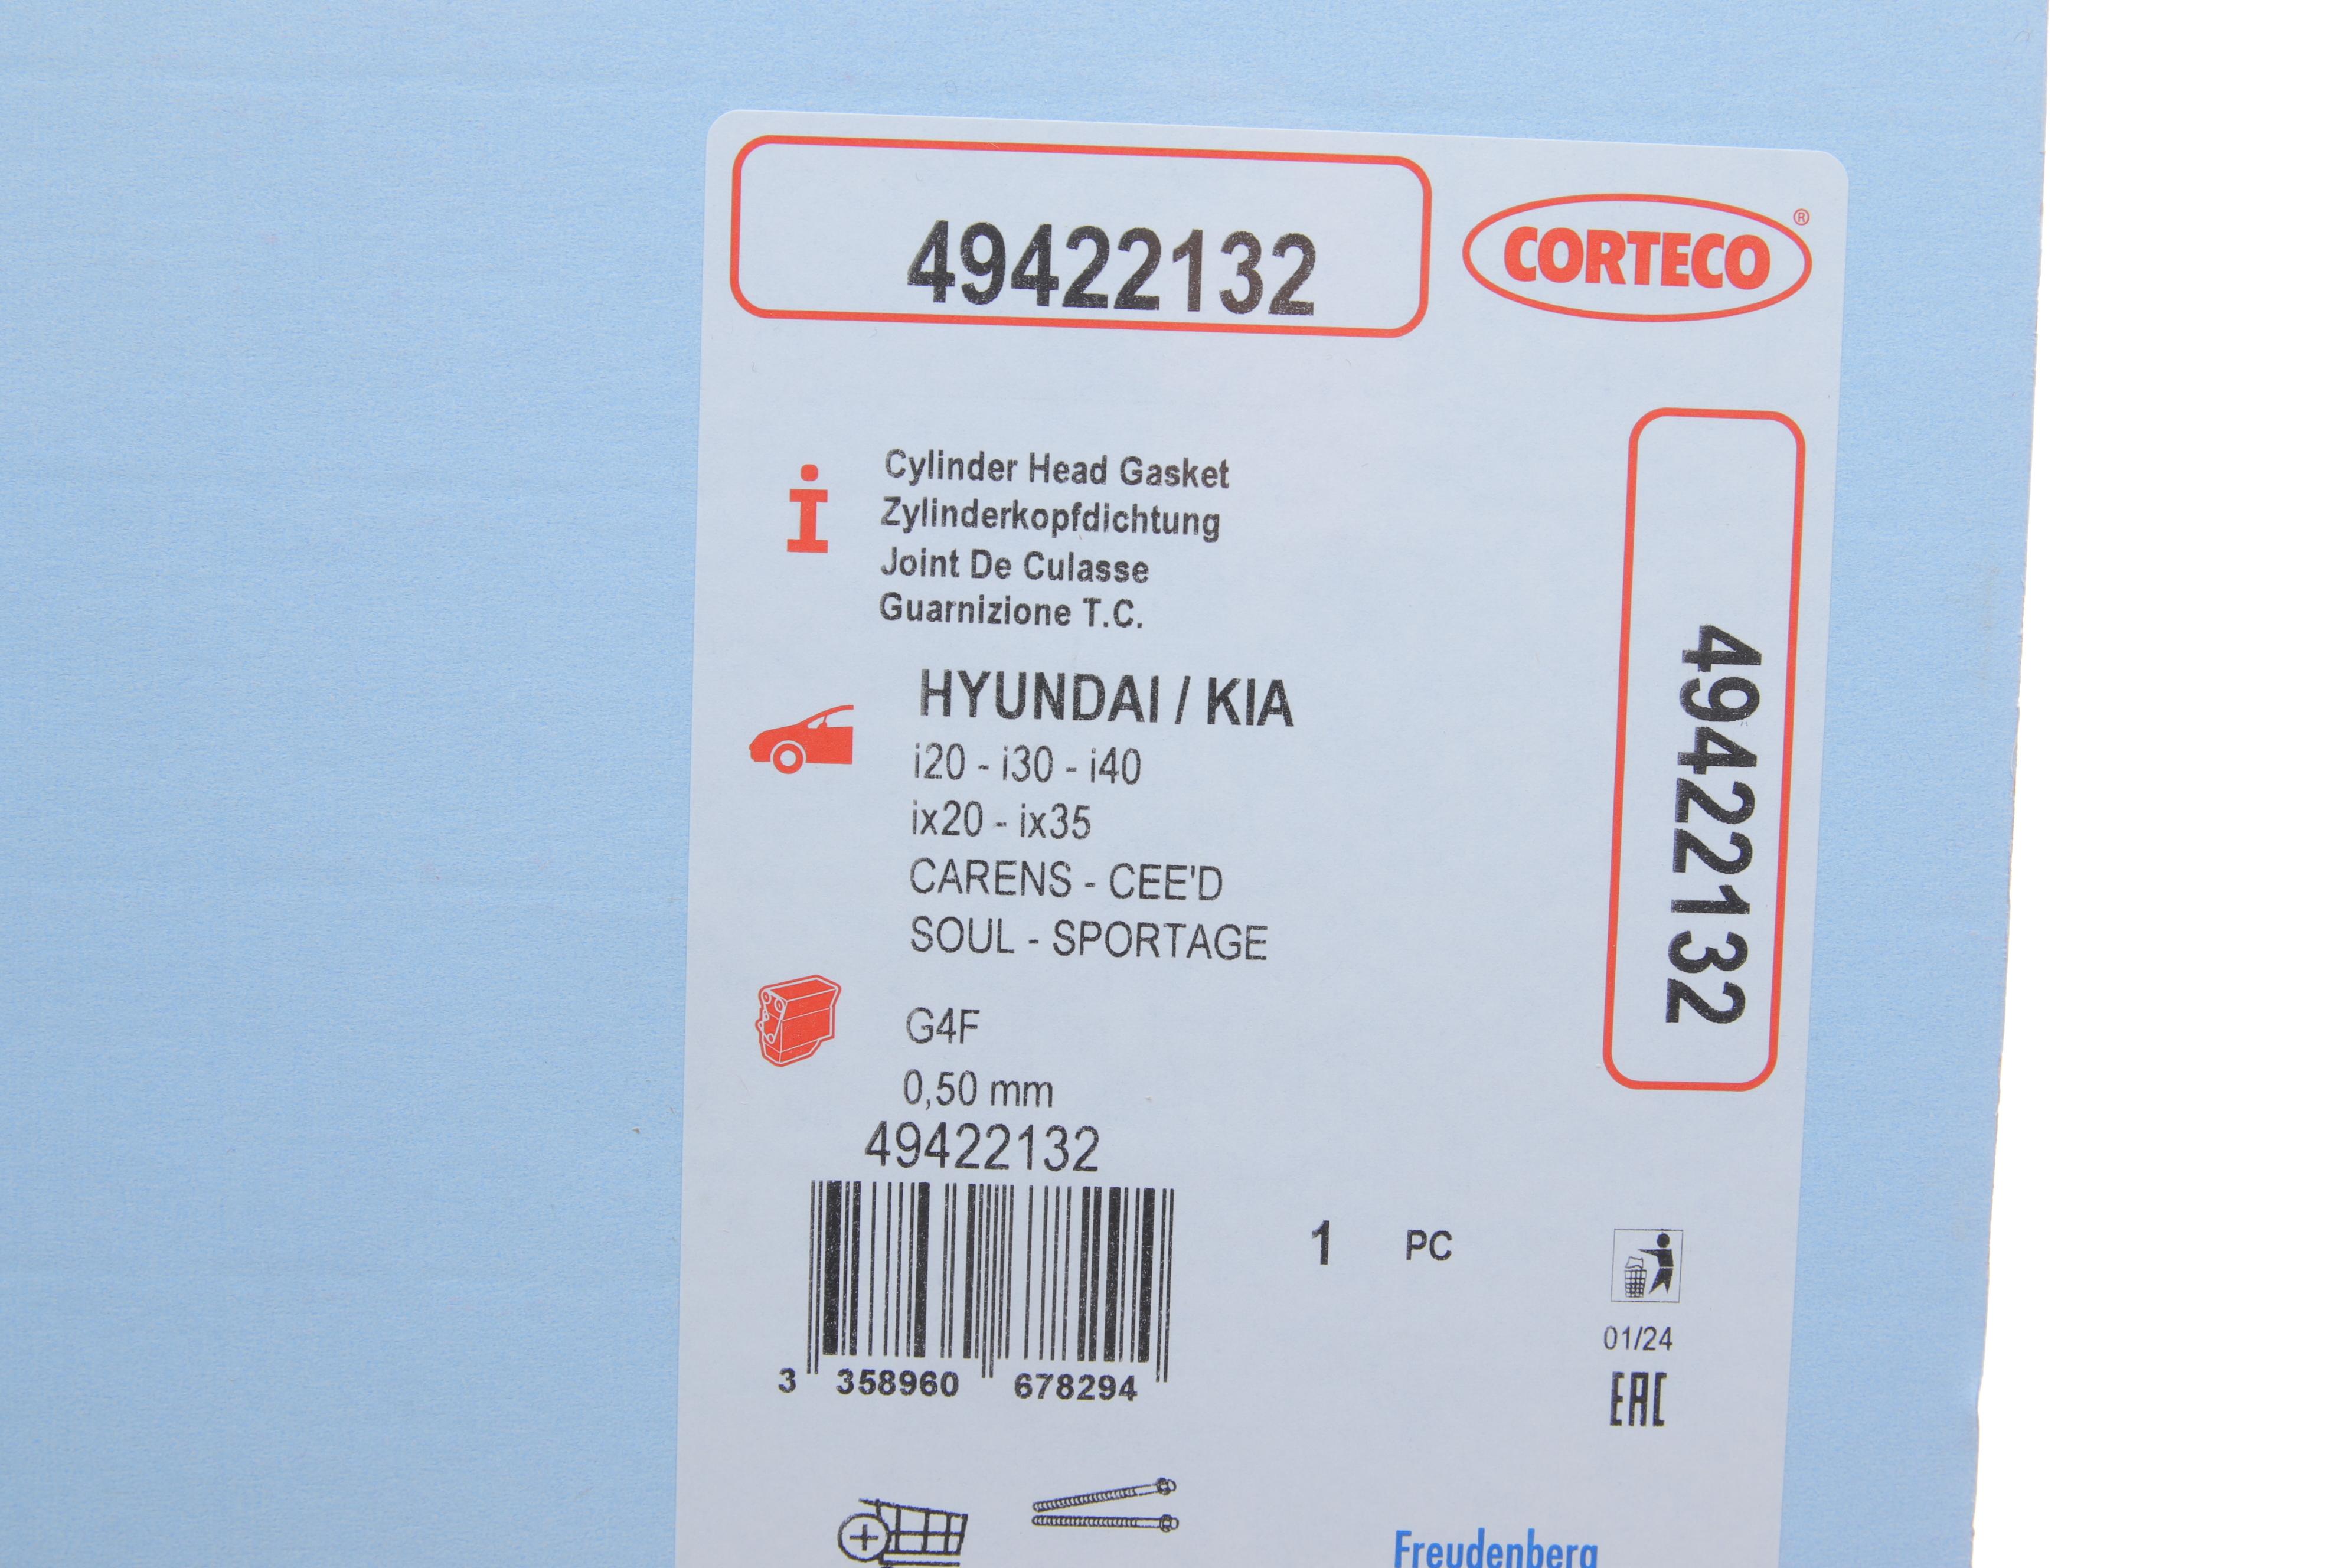 49422132
CORTECO®
Cylinder Head Gasket
Zylinderkopfdichtung
Joint De Culasse
Guarnizione T.C.
49422132
HYUNDAI / KIA
i20 - i30 - i40
ix20 - ix35
CARENS - CEE'D
SOUL - SPORTAGE
G4F
0,50 mm
49422132
1 PC
3 358960 678294
01/24
EAC
Freudenberg